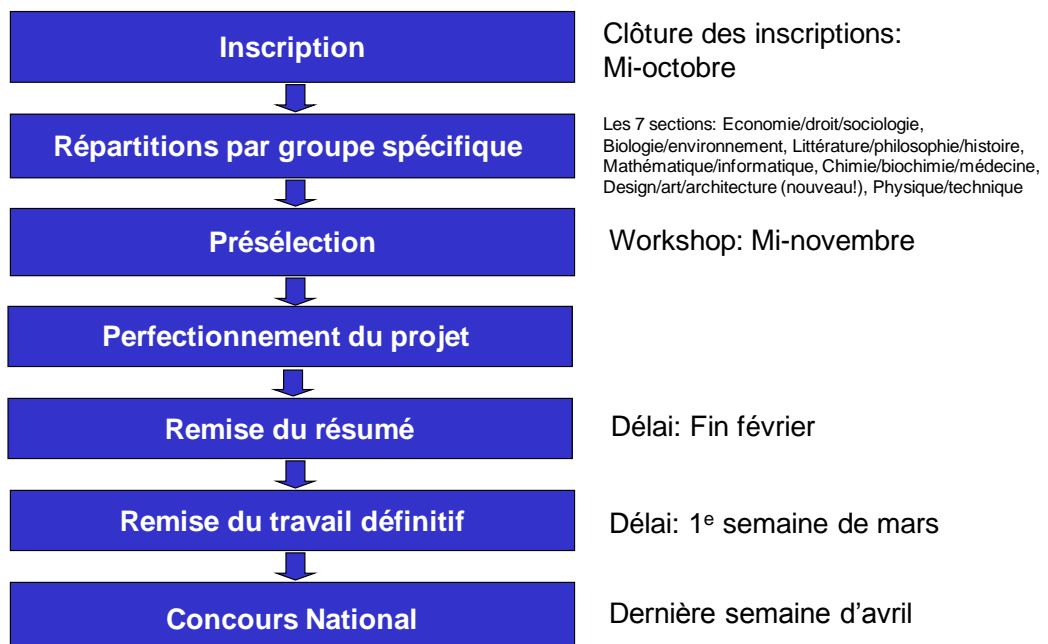 Inscription
Clôture des inscriptions:
Mi-octobre
Répartitions par groupe spécifique
Les 7 sections: Economie/droit/sociologie,
Biologie/environnement, Littérature/philosophie/histoire,
Mathématique/informatique, Chimie/biochimie/médecine,
Design/art/architecture (nouveau!), Physique/technique
Présélection
Workshop: Mi-novembre
Perfectionnement du projet
Remise du résumé
Délai: Fin février
Remise du travail définitif
Délai: 1e semaine de mars
Concours National
Dernière semaine d'avril